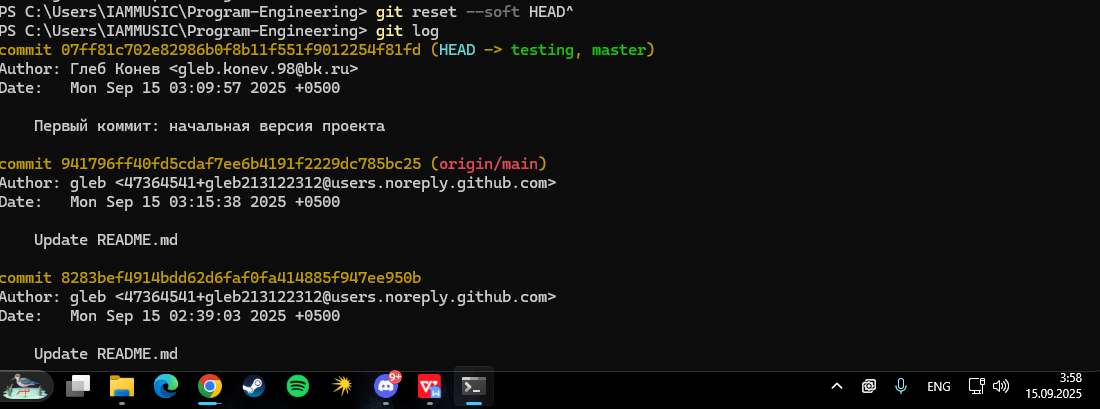 PS C:\Users\IAMMUSIC\Program-Engineering> git reset --soft HEAD^
PS C:\Users\IAMMUSIC\Program-Engineering> git log
commit 07ff81c702e82986b0f8b11f551f9012254f81fd (HEAD -> testing, master)
Author: Глеб Конев <gleb.konev.98@bk.ru>
Date:   Mon Sep 15 03:09:57 2025 +0500
    Первый коммит: начальная версия проекта
commit 941796ff40fd5cdaf7ee6b4191f2229dc785bc25 (origin/main)
Author: gleb <47364541+gleb213122312@users.noreply.github.com>
Date:   Mon Sep 15 03:15:38 2025 +0500
    Update README.md
commit 8283bef4914bdd62d6faf0fa414885f947ee950b
Author: gleb <47364541+gleb213122312@users.noreply.github.com>
Date:   Mon Sep 15 02:39:03 2025 +0500
    Update README.md
9+
ENG
3:58
15.09.2025